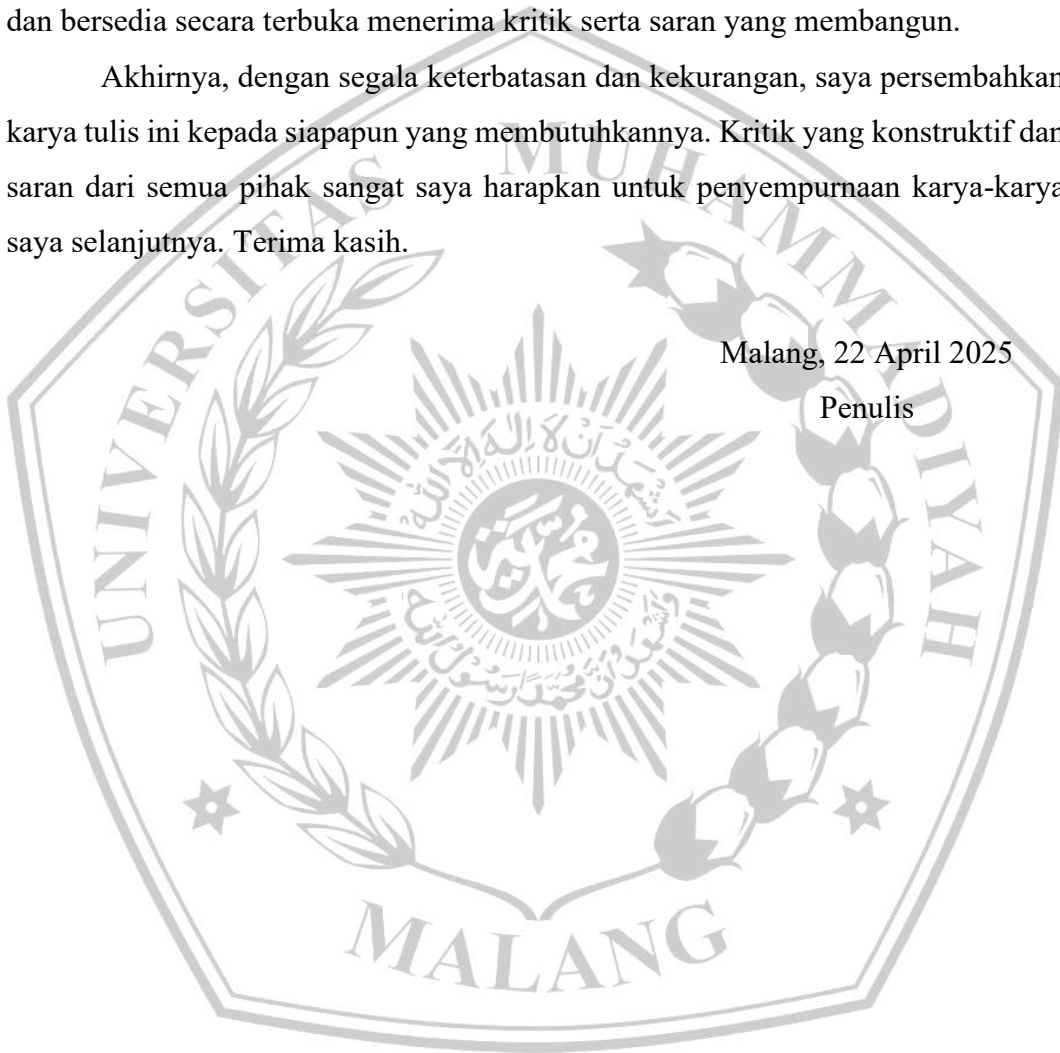 dan bersedia secara terbuka menerima kritik serta saran yang membangun.
Akhirnya, dengan segala keterbatasan dan kekurangan, saya persembahkan
karya tulis ini kepada siapapun yang membutuhkannya. Kritik yang konstruktif dan
saran dari semua pihak sangat saya harapkan untuk penyempurnaan karya-karya
saya selanjutnya. Terima kasih.
Malang, 22 April 2025
Penulis
UNIVERSITAS MUHAMMADIYAH
MALANG